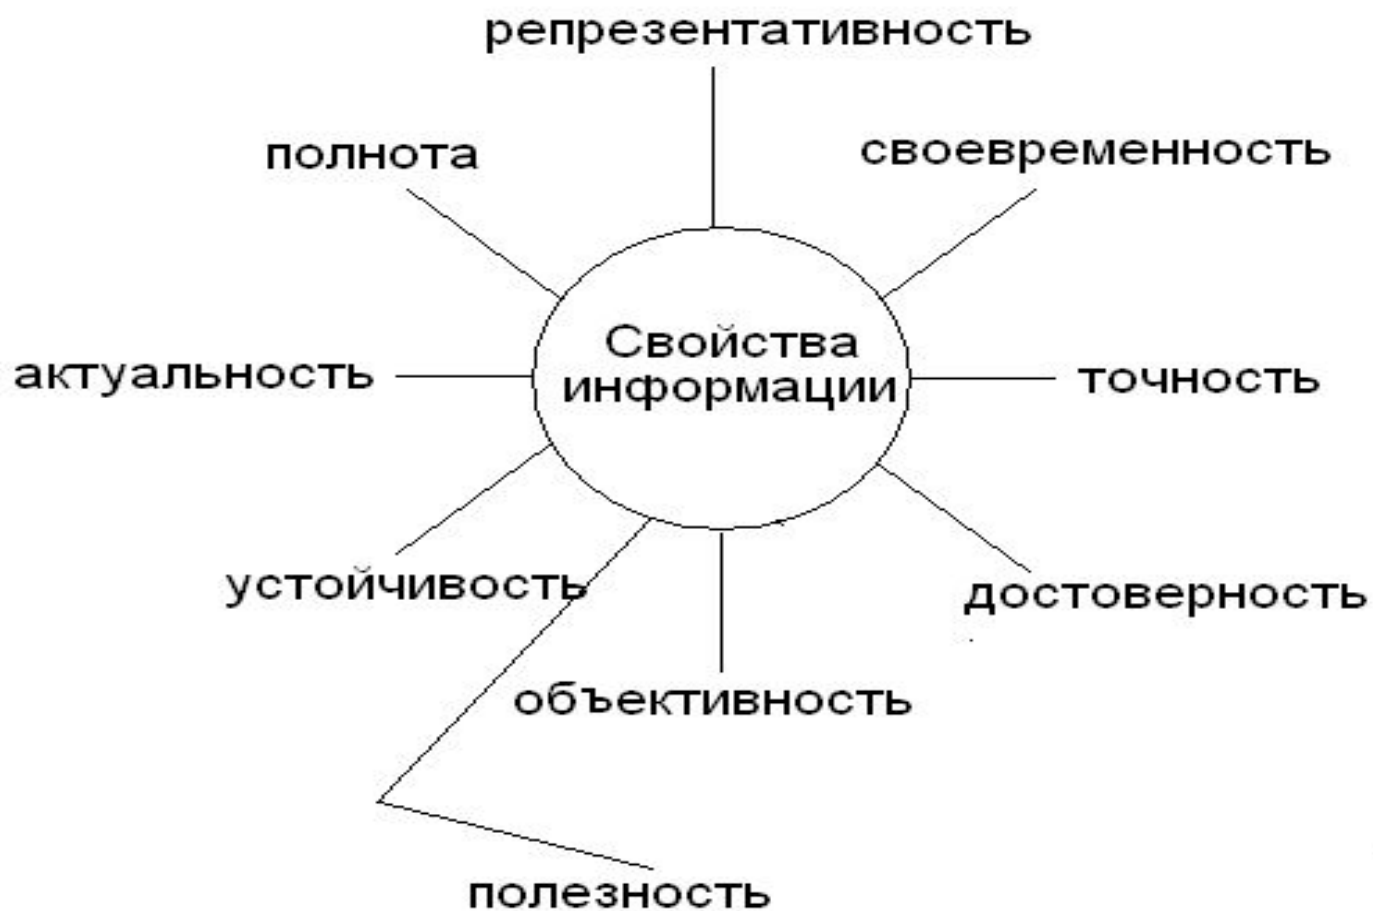 репрезентативность
полнота
своевременность
Свойства
информации
актуальность
точность
устойчивость
достоверность
объективность
полезность